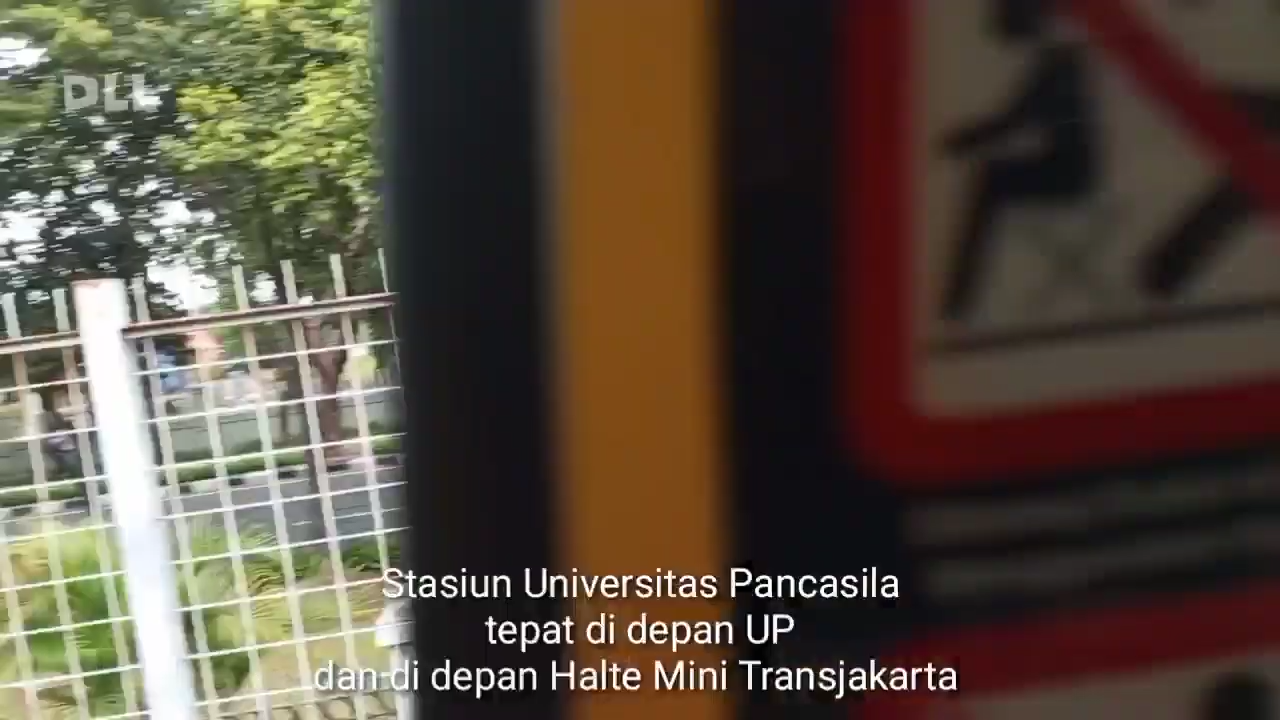 DLL
Stasiun Universitas Pancasila
tepat di depan UP
dan di depan Halte Mini Transjakarta